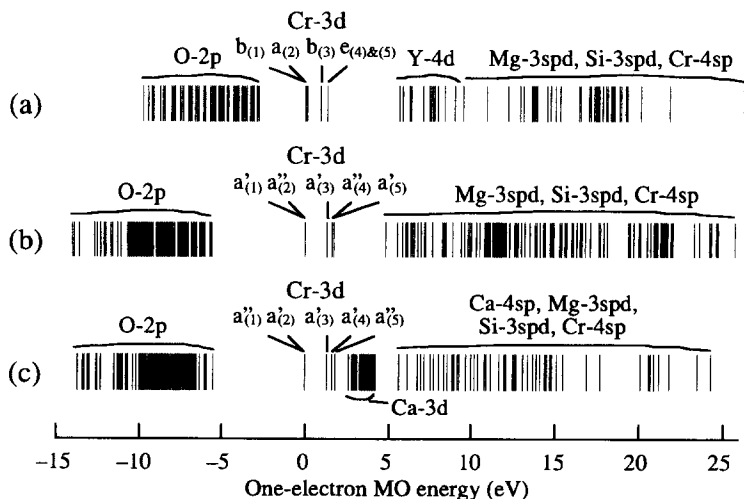 Cr-3d
b(1) a(2) b(3) e(4)&(5)
O-2p
Y-4d
Mg-3spd, Si-3spd, Cr-4sp
(a)
Cr-3d
a'(1) a''(2) a'(3) a''(4) a'(5)
O-2p
Mg-3spd, Si-3spd, Cr-4sp
(b)
Cr-3d
a''(1) a'(2) a'(3) a'(4) a''(5)
O-2p
Ca-4sp, Mg-3spd,
Si-3spd, Cr-4sp
(c)
Ca-3d
−15 −10 −5 0 5 10 15 20 25
One-electron MO energy (eV)